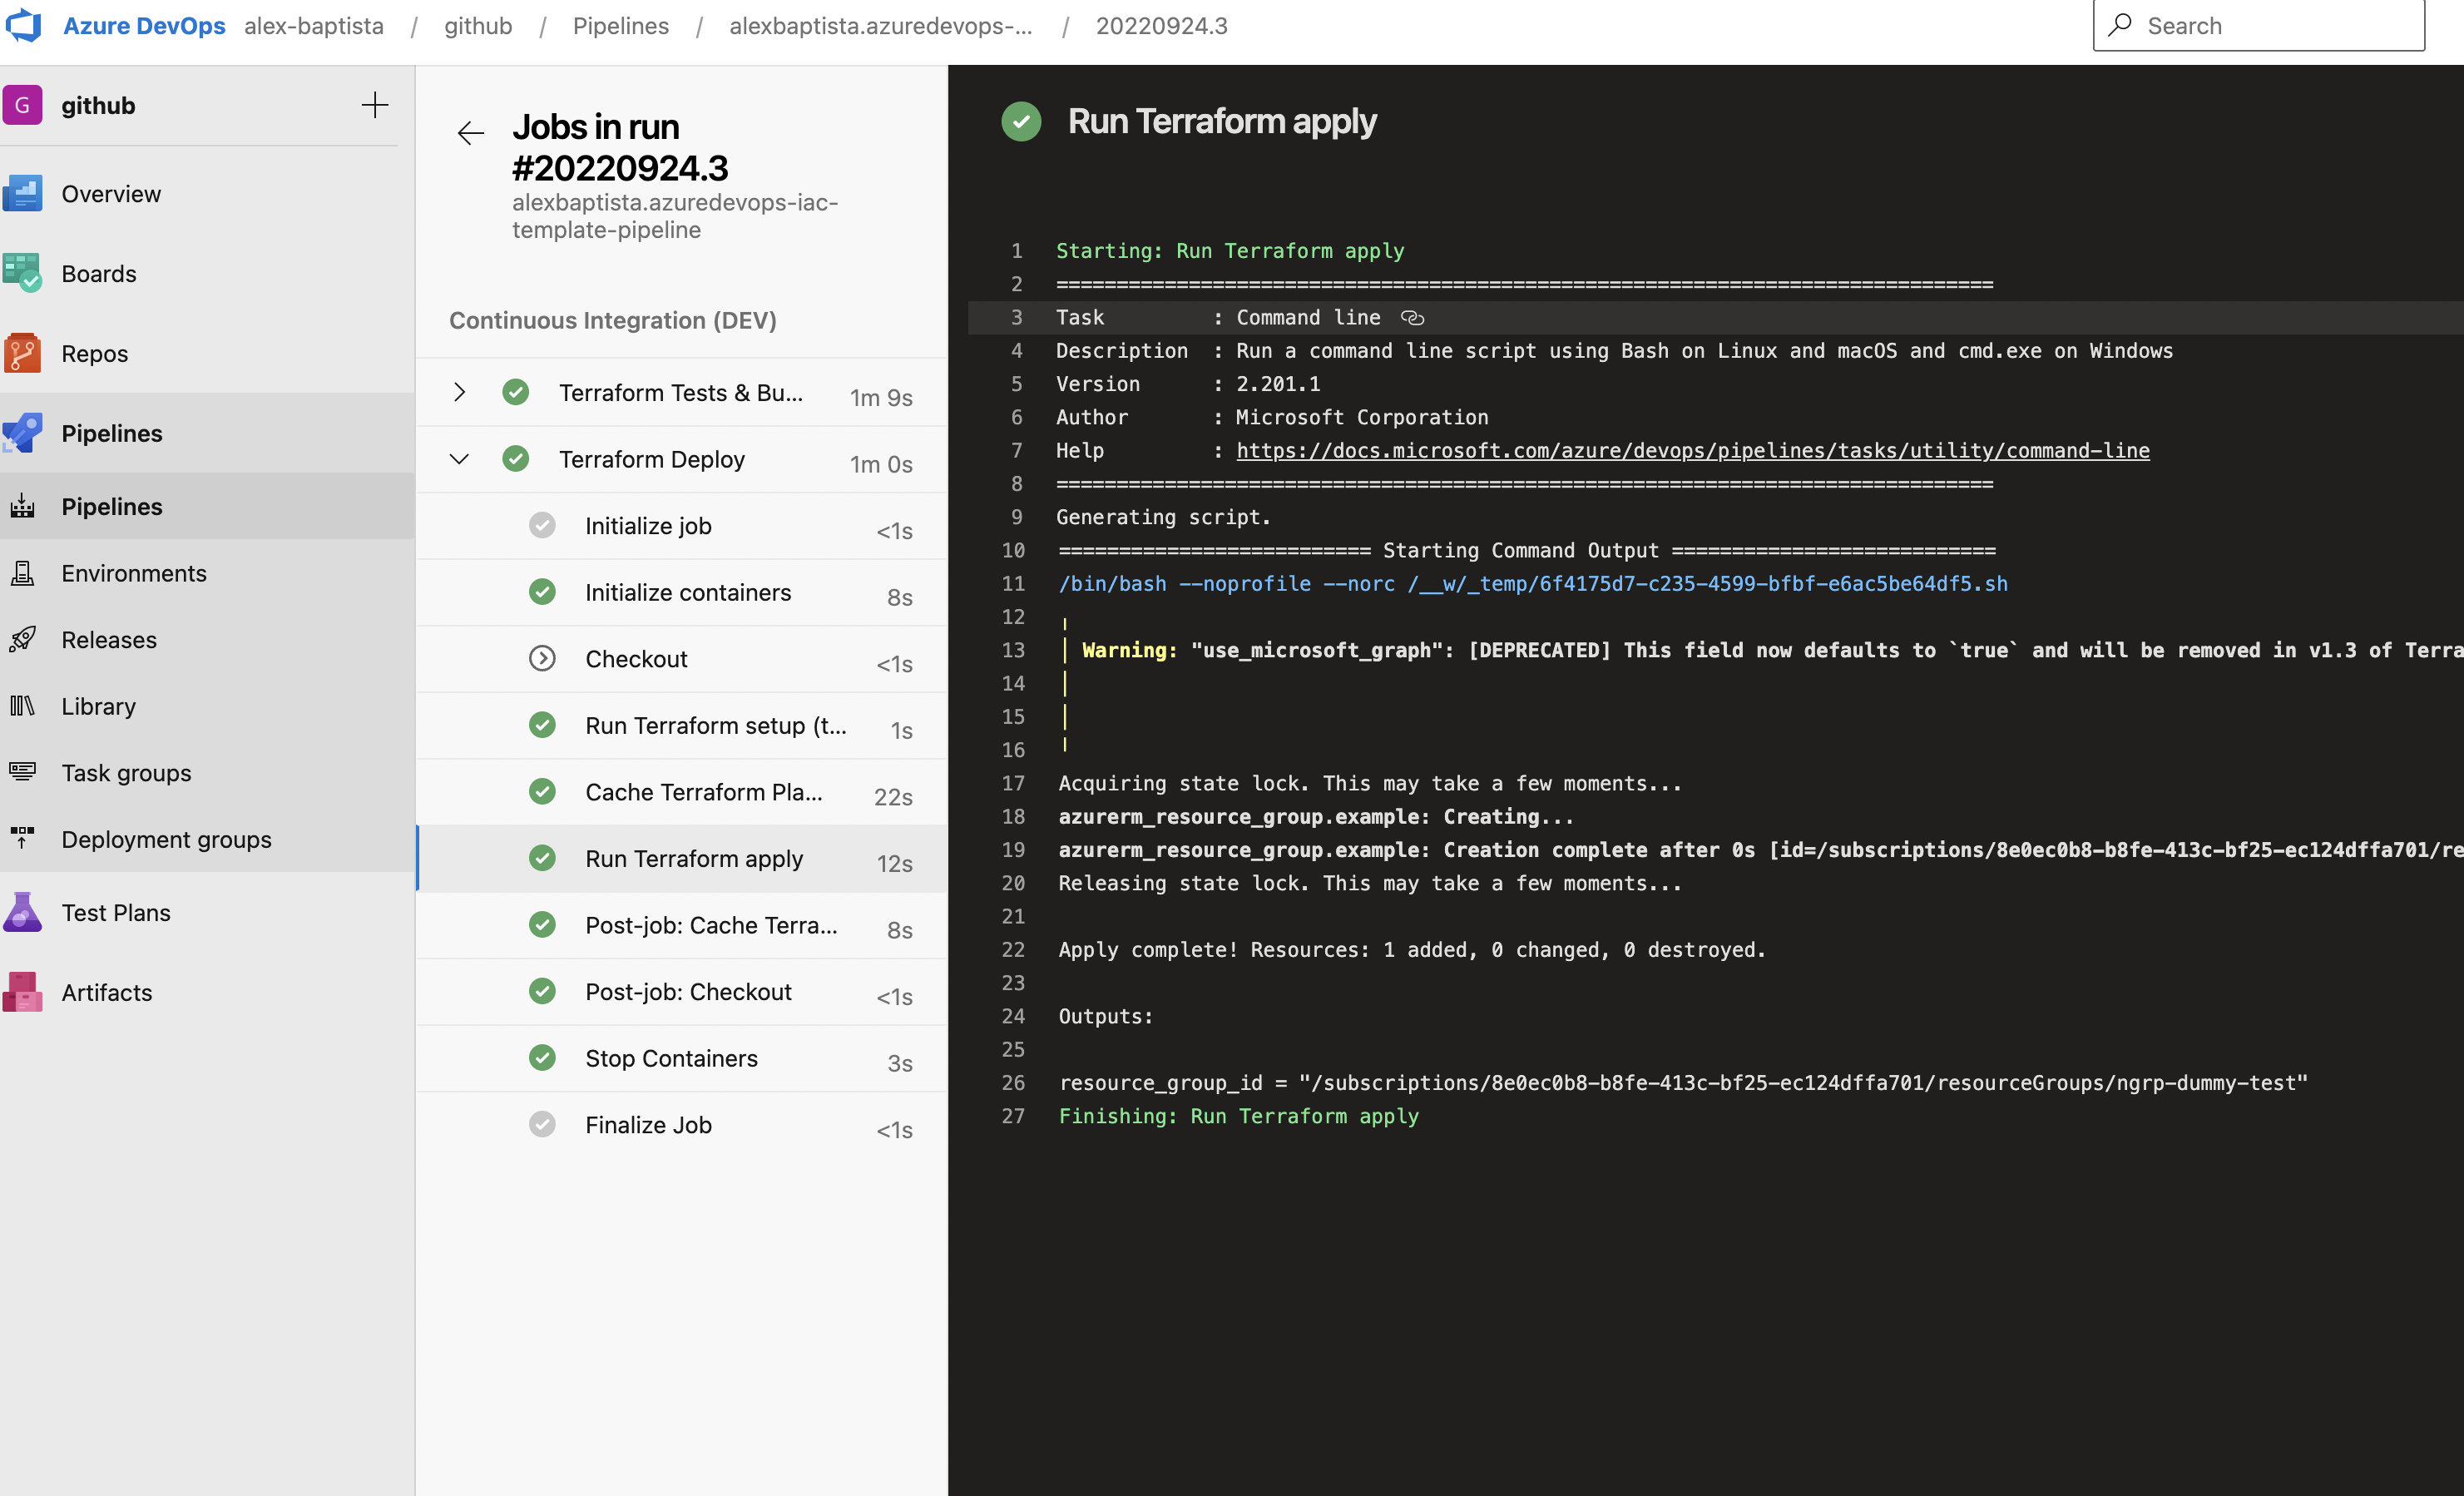 Azure DevOps alex-baptista / github / Pipelines / alexbaptista.azuredevops-... / 20220924.3
Search
G github
Overview
Boards
Repos
Pipelines
Pipelines
Environments
Releases
Library
Task groups
Deployment groups
Test Plans
Artifacts
Jobs in run
#20220924.3
alexbaptista.azuredevops-iac-
template-pipeline
Continuous Integration (DEV)
Terraform Tests & Bu... 1m 9s
Terraform Deploy 1m 0s
Initialize job <1s
Initialize containers 8s
Checkout <1s
Run Terraform setup (t... 1s
Cache Terraform Pla... 22s
Run Terraform apply 12s
Post-job: Cache Terra... 8s
Post-job: Checkout <1s
Stop Containers 3s
Finalize Job <1s
Run Terraform apply
1 Starting: Run Terraform apply
2 ==============================================================================
3 Task : Command line
4 Description : Run a command line script using Bash on Linux and macOS and cmd.exe on Windows
5 Version : 2.201.1
6 Author : Microsoft Corporation
7 Help : https://docs.microsoft.com/azure/devops/pipelines/tasks/utility/command-line
8 ==============================================================================
9 Generating script.
10 ========================== Starting Command Output ===========================
11 /bin/bash --noprofile --norc /__w/_temp/6f4175d7-c235-4599-bfbf-e6ac5be64df5.sh
12 ╷
13 │ Warning: "use_microsoft_graph": [DEPRECATED] This field now defaults to `true` and will be removed in v1.3 of Terra
14 │
15 │
16 ╵
17 Acquiring state lock. This may take a few moments...
18 azurerm_resource_group.example: Creating...
19 azurerm_resource_group.example: Creation complete after 0s [id=/subscriptions/8e0ec0b8-b8fe-413c-bf25-ec124dffa701/re
20 Releasing state lock. This may take a few moments...
21
22 Apply complete! Resources: 1 added, 0 changed, 0 destroyed.
23
24 Outputs:
25
26 resource_group_id = "/subscriptions/8e0ec0b8-b8fe-413c-bf25-ec124dffa701/resourceGroups/ngrp-dummy-test"
27 Finishing: Run Terraform apply